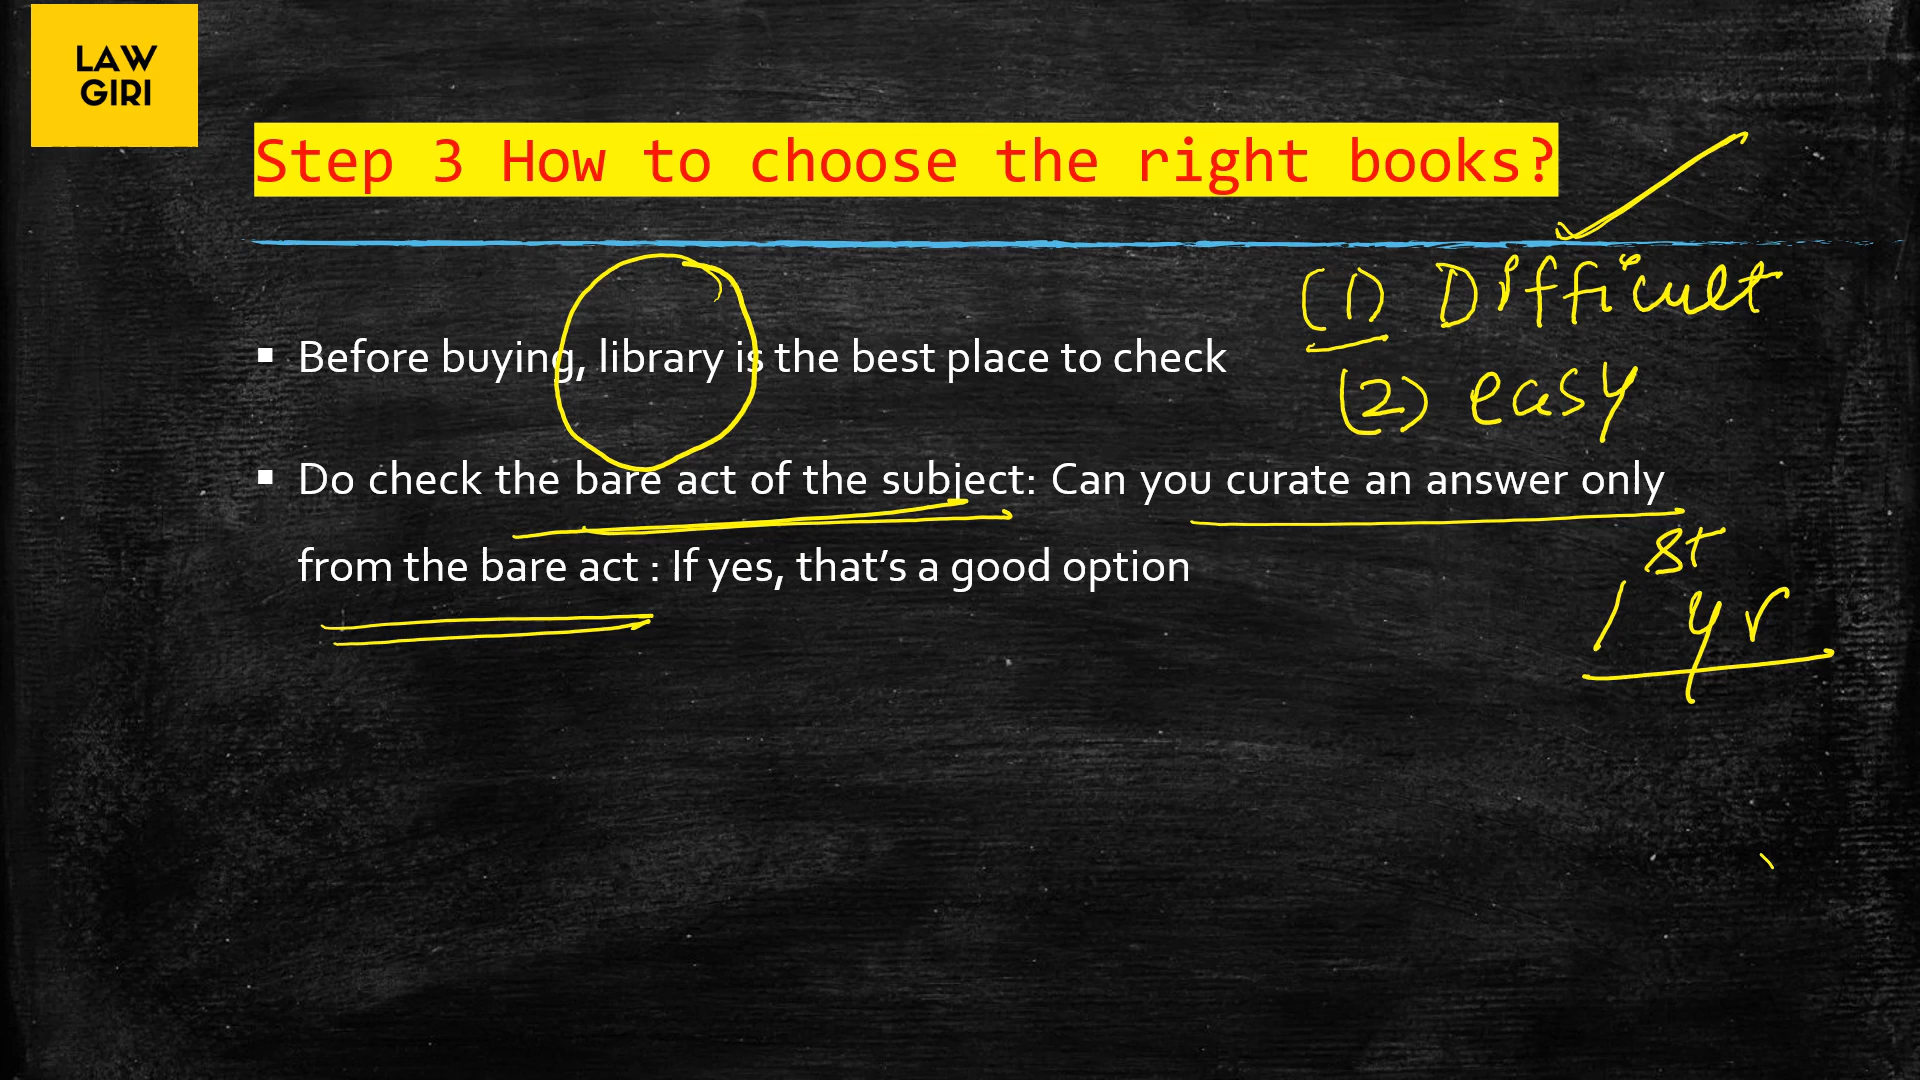 LAW
GIRI
Step 3 How to choose the right books?
(1) Difficult
▪ Before buying, library is the best place to check
(2) easy
▪ Do check the bare act of the subject: Can you curate an answer only
from the bare act : If yes, that’s a good option
1st yr